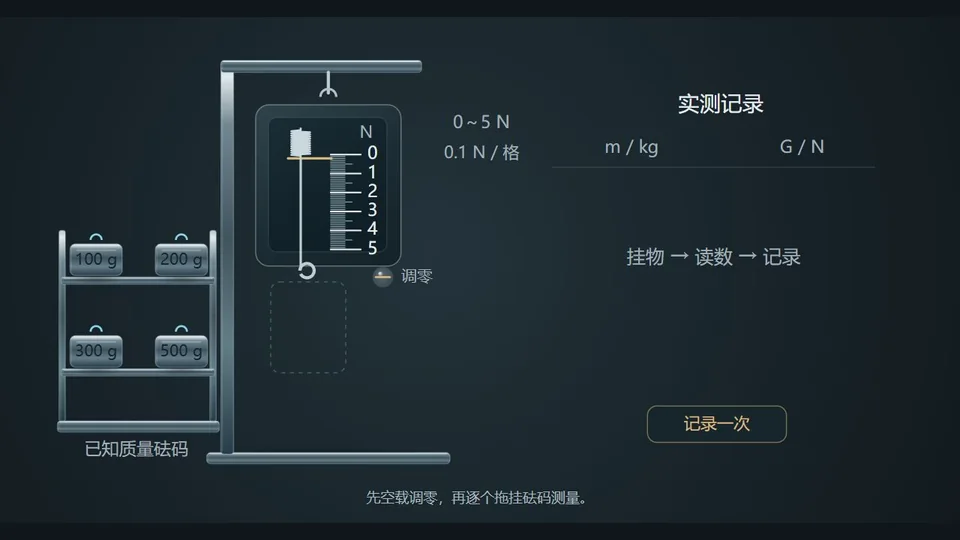 实测记录
m / kg
G / N
0～5 N
0.1 N / 格
N
0
1
2
3
4
5
100 g
200 g
调零
挂物 → 读数 → 记录
300 g
500 g
记录一次
已知质量砝码
先空载调零，再逐个拖挂砝码测量。